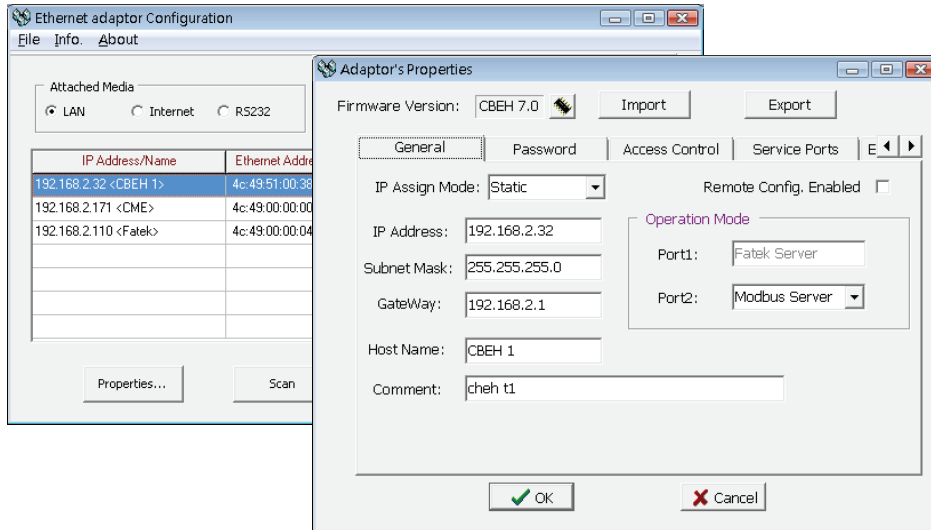 Ethernet adaptor Configuration
File Info. About
Attached Media
LAN Internet RS232
IP Address/Name Ethernet Addre
192.168.2.32 <CBEH 1> 4c:49:51:00:38
192.168.2.171 <CME> 4c:49:00:00:00
192.168.2.110 <Fatek> 4c:49:00:00:04
Properties... Scan
Adaptor's Properties
Firmware Version: CBEH 7.0 Import Export
General Password Access Control Service Ports E
IP Assign Mode: Static Remote Config. Enabled
IP Address: 192.168.2.32
Subnet Mask: 255.255.255.0
GateWay: 192.168.2.1
Operation Mode
Port1: Fatek Server
Port2: Modbus Server
Host Name: CBEH 1
Comment: cheh t1
OK Cancel